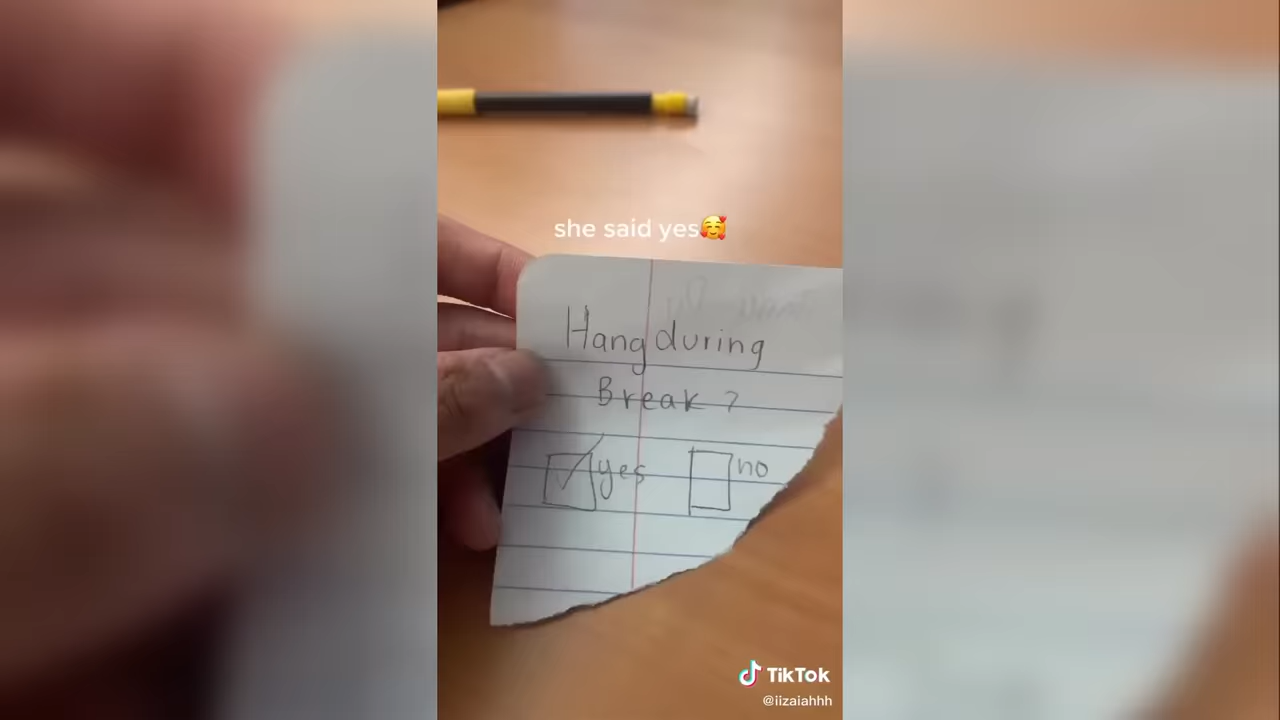 she said yes🥰
Hang during
Break?
yes no
TikTok
@iizaiahhh